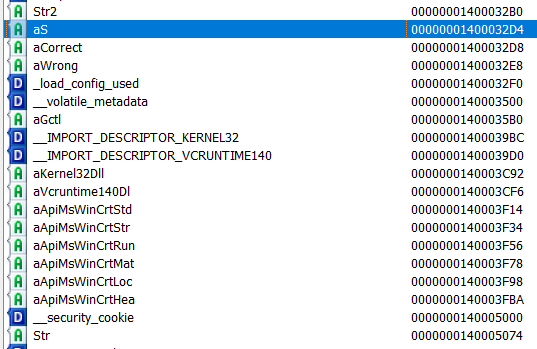 A Str2 00000001400032B0
A aS 00000001400032D4
A aCorrect 00000001400032D8
A aWrong 00000001400032E8
D _load_config_used 00000001400032F0
D __volatile_metadata 0000000140003500
A aGctl 00000001400035B0
D __IMPORT_DESCRIPTOR_KERNEL32 00000001400039BC
D __IMPORT_DESCRIPTOR_VCRUNTIME140 00000001400039D0
A aKernel32Dll 0000000140003C92
A aVcruntime140Dl 0000000140003CF6
A aApiMsWinCrtStd 0000000140003F14
A aApiMsWinCrtStr 0000000140003F34
A aApiMsWinCrtRun 0000000140003F56
A aApiMsWinCrtMat 0000000140003F78
A aApiMsWinCrtLoc 0000000140003F98
A aApiMsWinCrtHea 0000000140003FBA
D __security_cookie 0000000140005000
A Str 0000000140005074